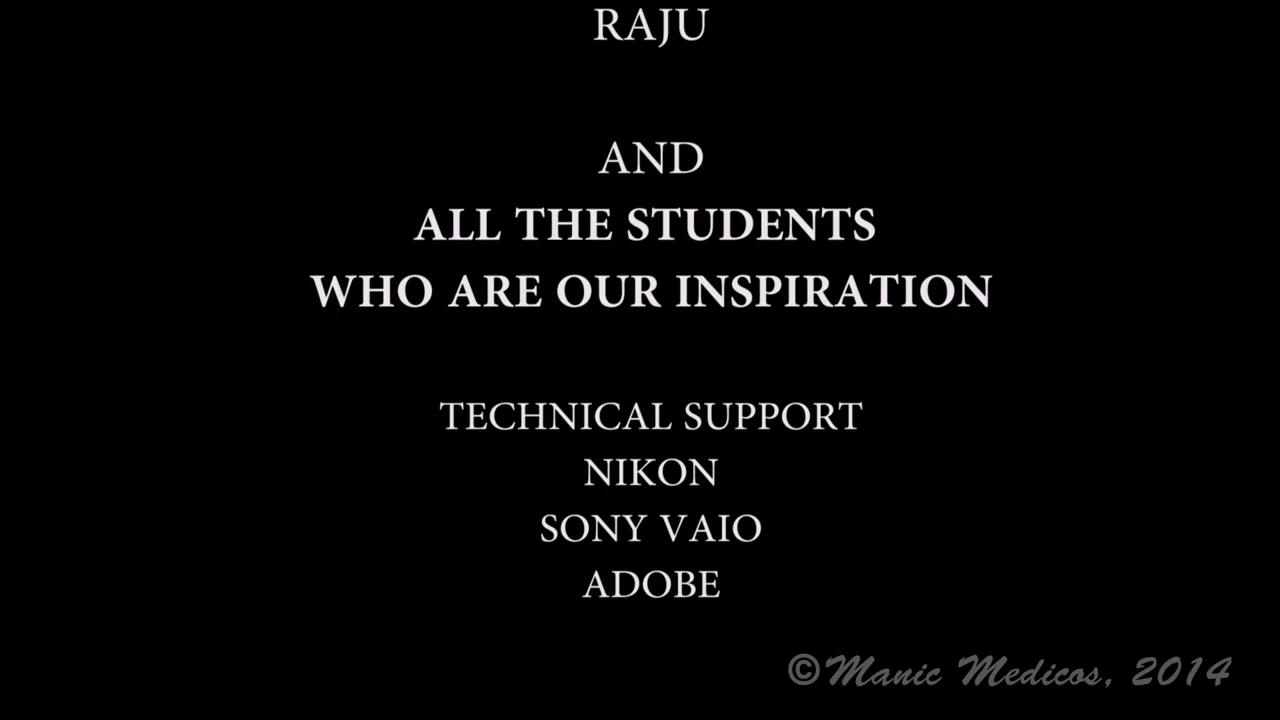 RAJU
AND
ALL THE STUDENTS
WHO ARE OUR INSPIRATION
TECHNICAL SUPPORT
NIKON
SONY VAIO
ADOBE
©Manic Medicos, 2014